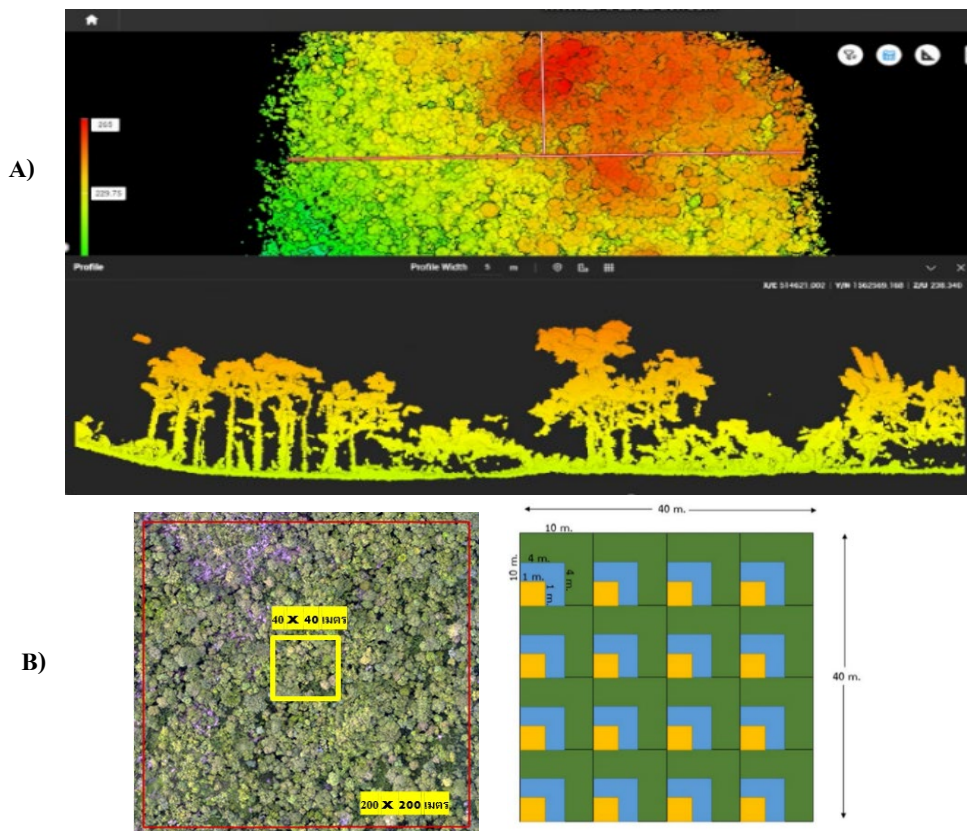 A)
268
229.75
Profile
Profile Width 5 m
X/E 514621.002 | Y/N 1562569.168 | Z/U 238.340
B)
40 X 40 เมตร
200 X 200 เมตร
40 m.
10 m.
10 m.
4 m.
4 m.
1 m.
1 m.
40 m.